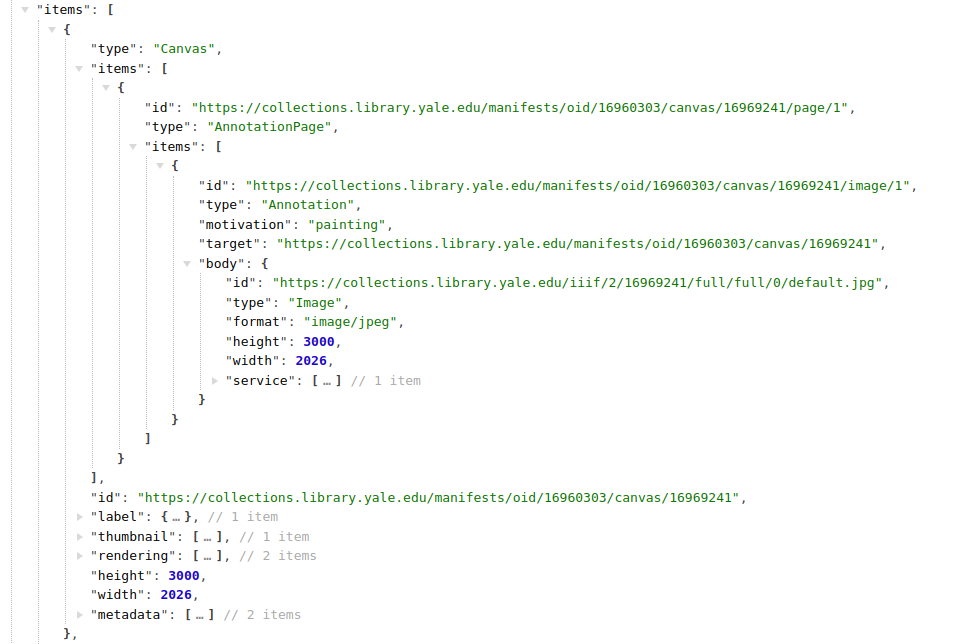 "items": [
{
"type": "Canvas",
"items": [
{
"id": "https://collections.library.yale.edu/manifests/oid/16960303/canvas/16969241/page/1",
"type": "AnnotationPage",
"items": [
{
"id": "https://collections.library.yale.edu/manifests/oid/16960303/canvas/16969241/image/1",
"type": "Annotation",
"motivation": "painting",
"target": "https://collections.library.yale.edu/manifests/oid/16960303/canvas/16969241",
"body": {
"id": "https://collections.library.yale.edu/iiif/2/16969241/full/full/0/default.jpg",
"type": "Image",
"format": "image/jpeg",
"height": 3000,
"width": 2026,
"service": [ … ] // 1 item
}
}
]
}
],
"id": "https://collections.library.yale.edu/manifests/oid/16960303/canvas/16969241",
"label": { … }, // 1 item
"thumbnail": [ … ], // 1 item
"rendering": [ … ], // 2 items
"height": 3000,
"width": 2026,
"metadata": [ … ] // 2 items
},